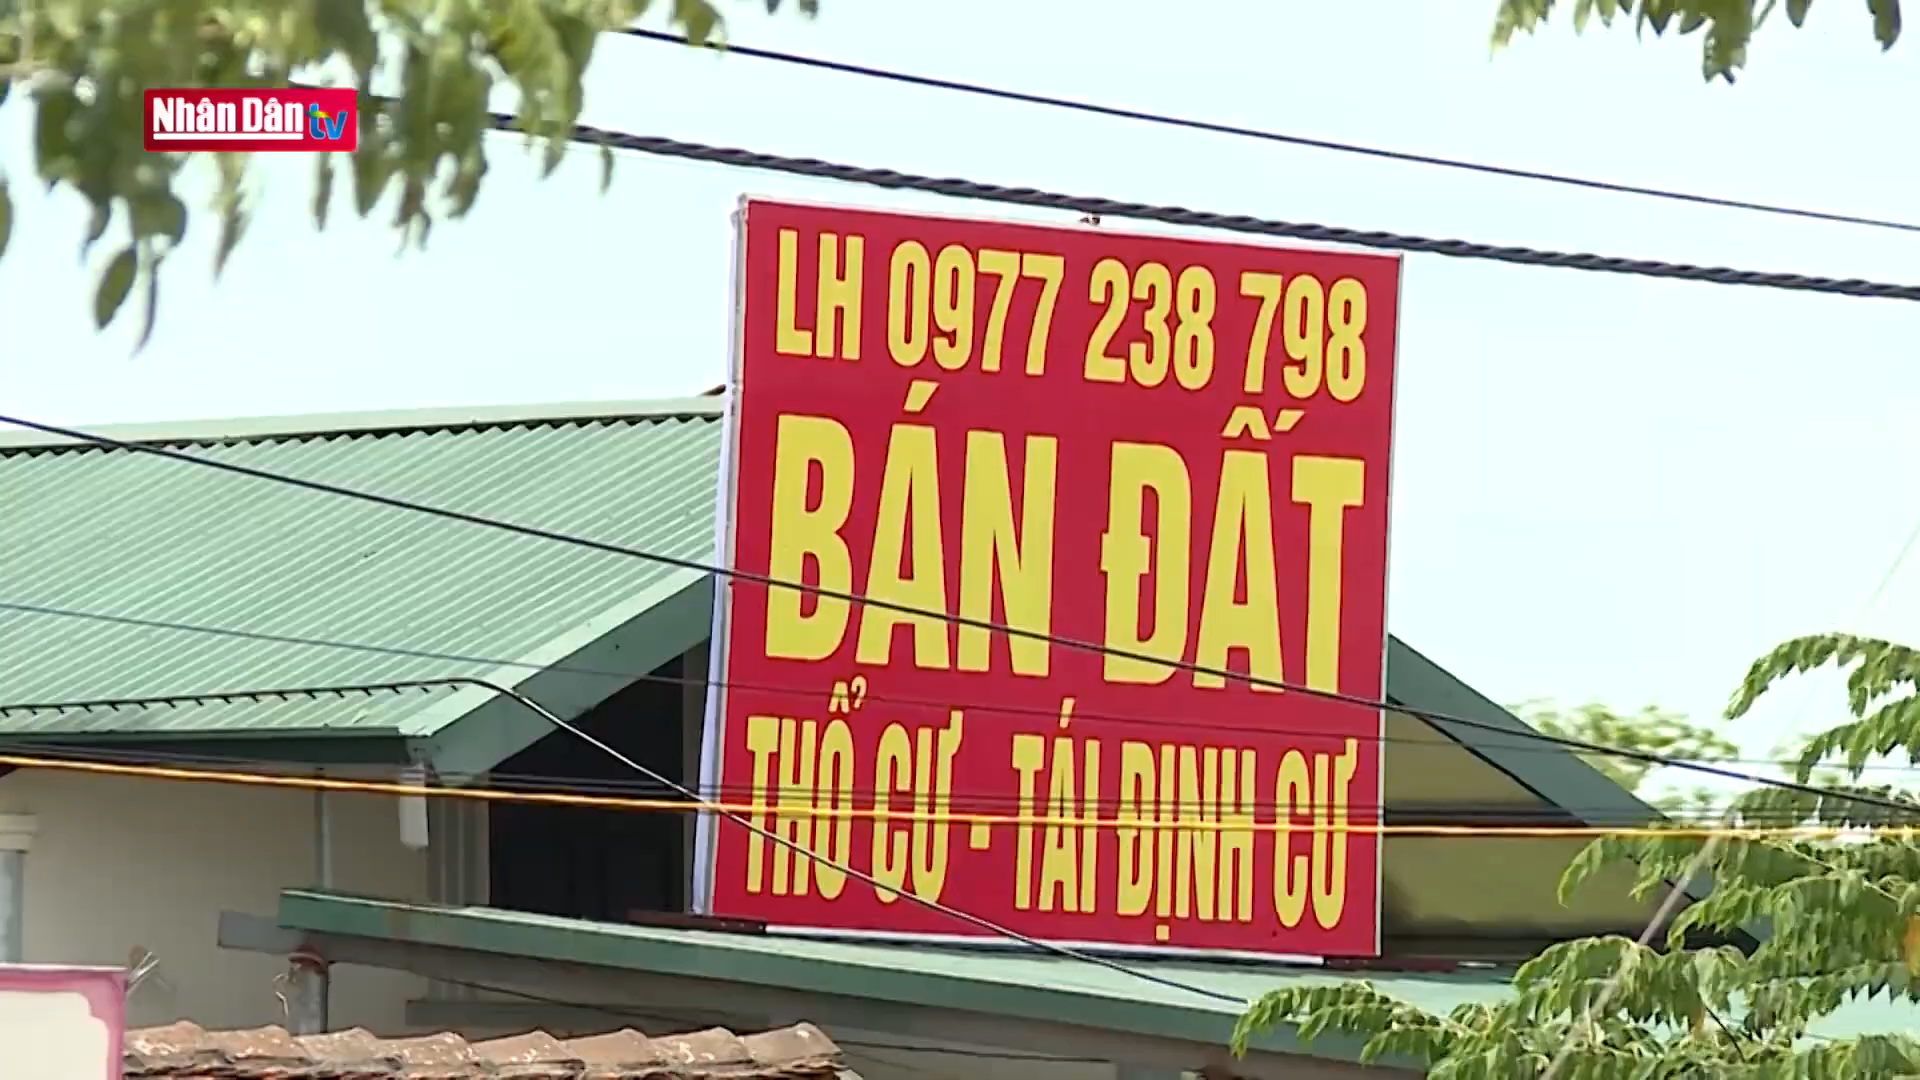 Nhân Dân tv
LH 0977 238 798
BÁN ĐẤT
THỔ CƯ - TÁI ĐỊNH CƯ